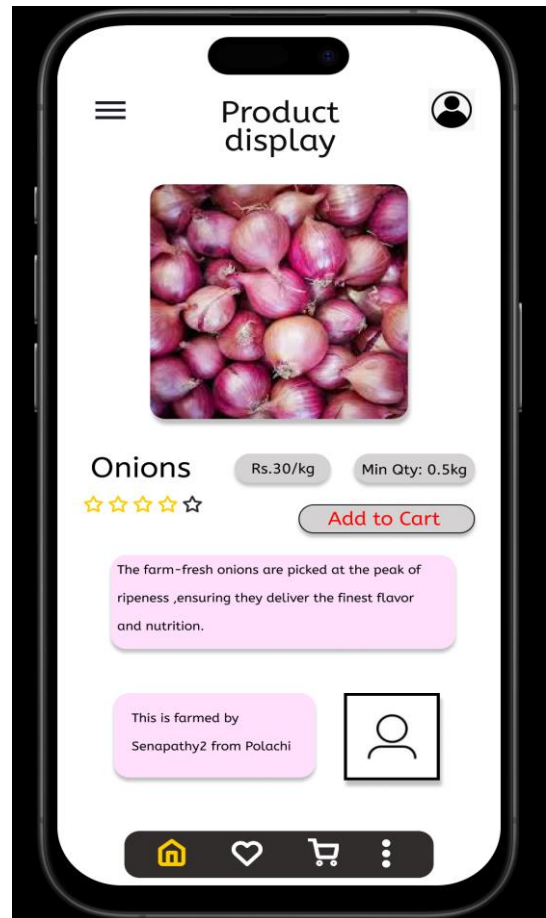 Product
display
Onions
Rs.30/kg
Min Qty: 0.5kg
Add to Cart
The farm-fresh onions are picked at the peak of
ripeness ,ensuring they deliver the finest flavor
and nutrition.
This is farmed by
Senapathy2 from Polachi